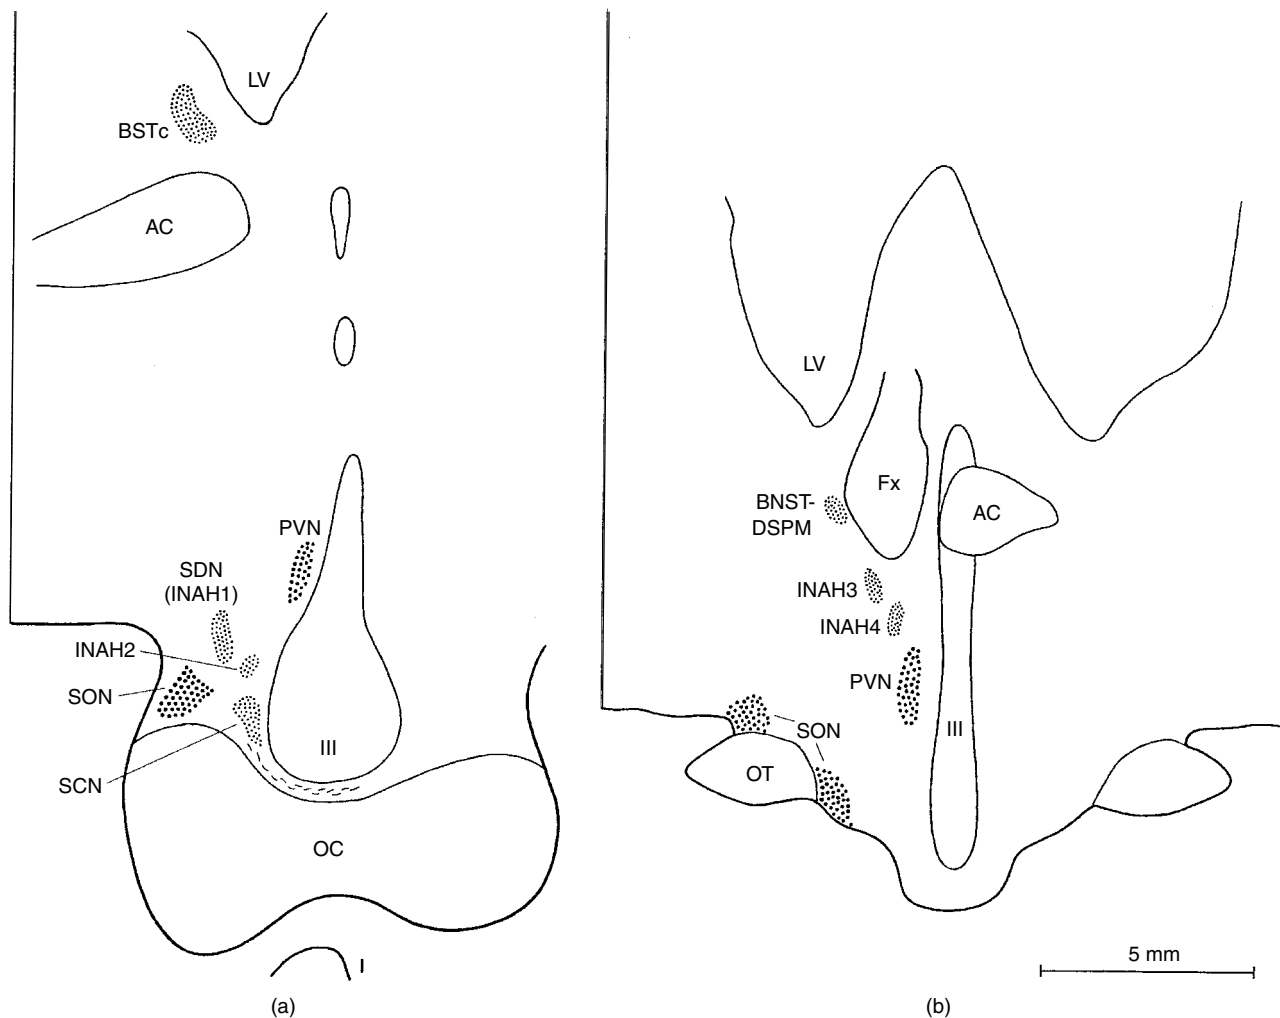 LV
BSTc
AC
PVN
SDN
(INAH1)
INAH2
SON
III
SCN
OC
I
(a)
LV
Fx
BNST-
DSPM
AC
INAH3
INAH4
PVN
SON
III
OT
5 mm
(b)